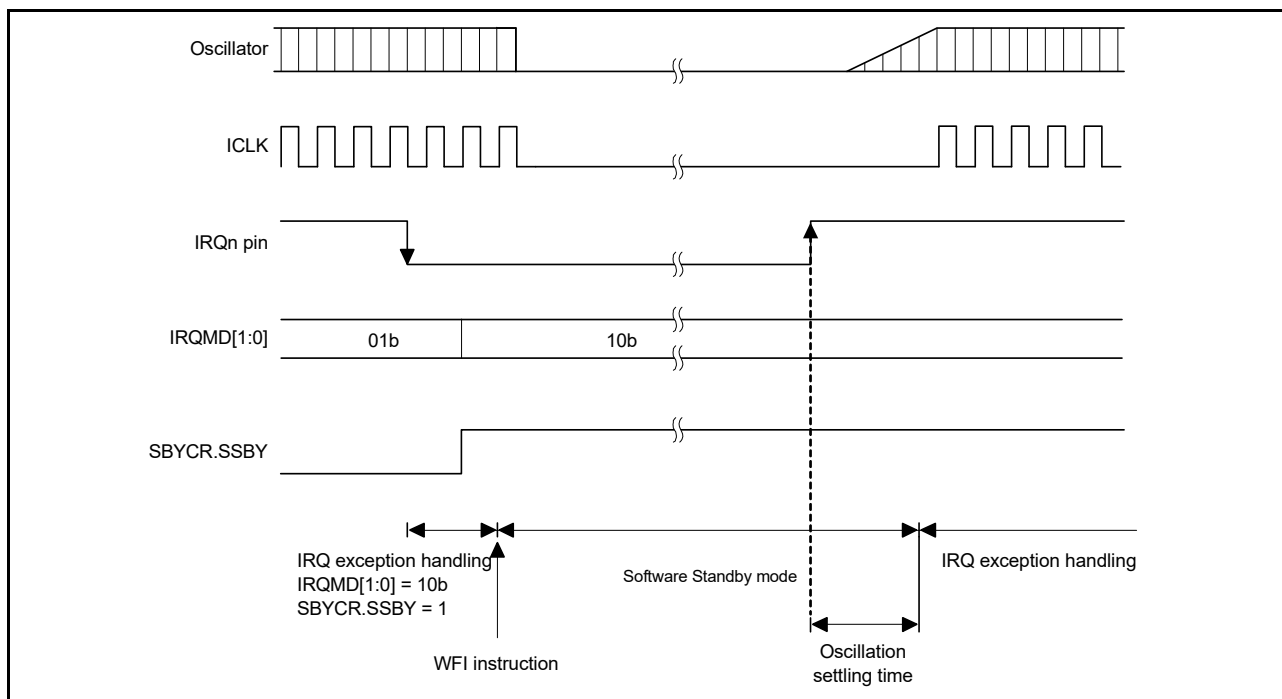 Oscillator
ICLK
IRQn pin
IRQMD[1:0]
01b
10b
SBYCR.SSBY
IRQ exception handling
IRQMD[1:0] = 10b
SBYCR.SSBY = 1
Software Standby mode
IRQ exception handling
WFI instruction
Oscillation
settling time